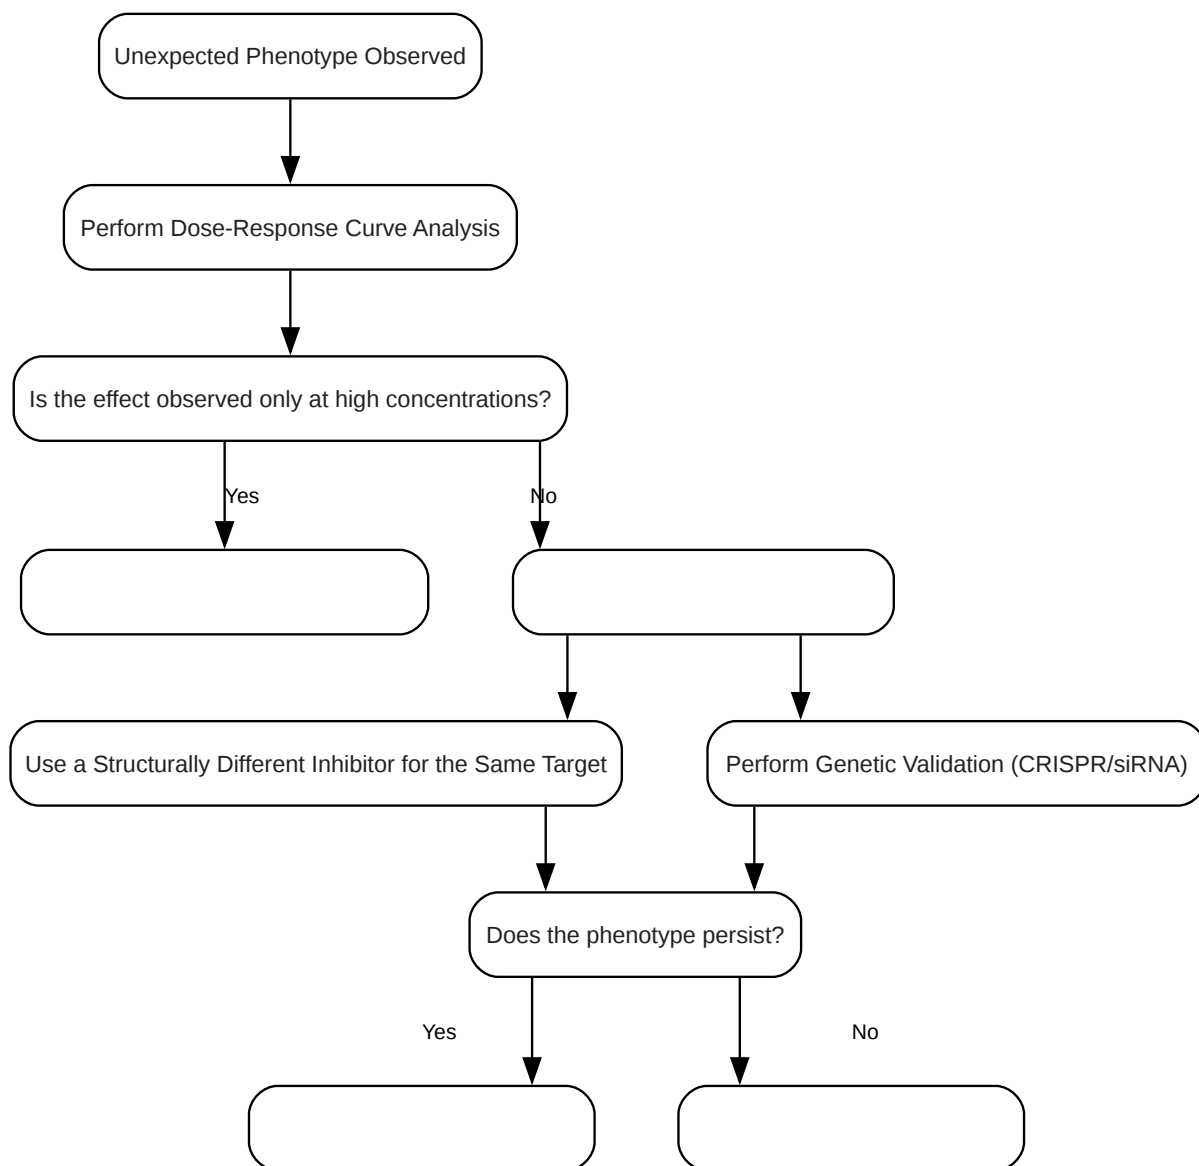 Unexpected Phenotype Observed
Perform Dose-Response Curve Analysis
Is the effect observed only at high concentrations?
Yes
No
Use a Structurally Different Inhibitor for the Same Target
Perform Genetic Validation (CRISPR/siRNA)
Does the phenotype persist?
Yes
No